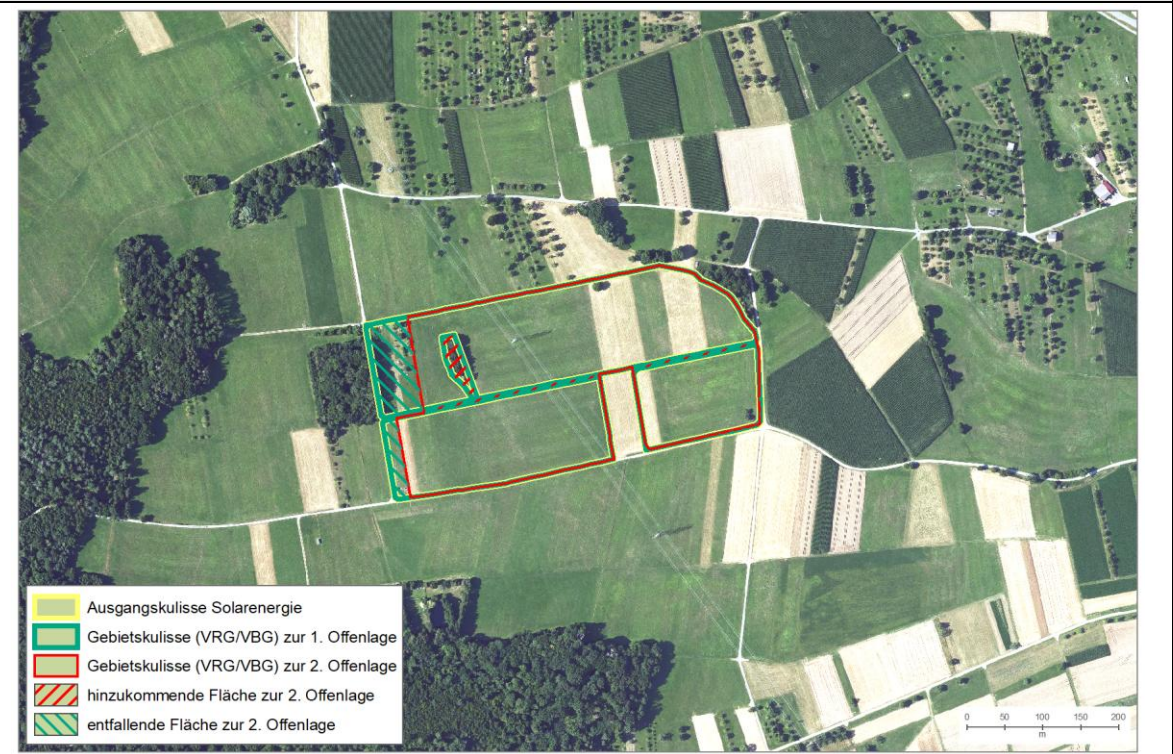 Ausgangskulisse Solarenergie
Gebietskulisse (VRG/VBG) zur 1. Offenlage
Gebietskulisse (VRG/VBG) zur 2. Offenlage
hinzukommende Fläche zur 2. Offenlage
entfallende Fläche zur 2. Offenlage
0 50 100 150 200
m